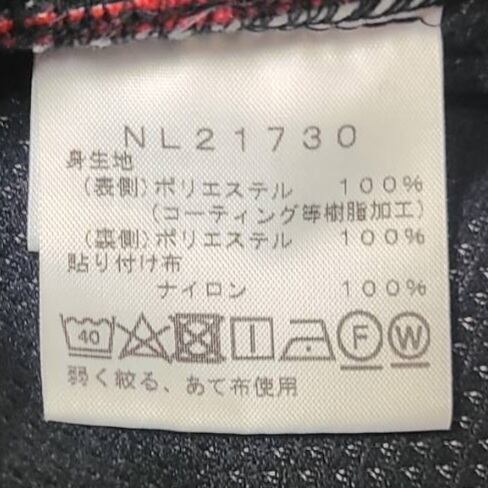 NL21730
身生地
(表側)ポリエステル 100%
(コーティング等樹脂加工)
(裏側)ポリエステル 100%
貼り付け布
ナイロン 100%
40 F W
弱く絞る、あて布使用